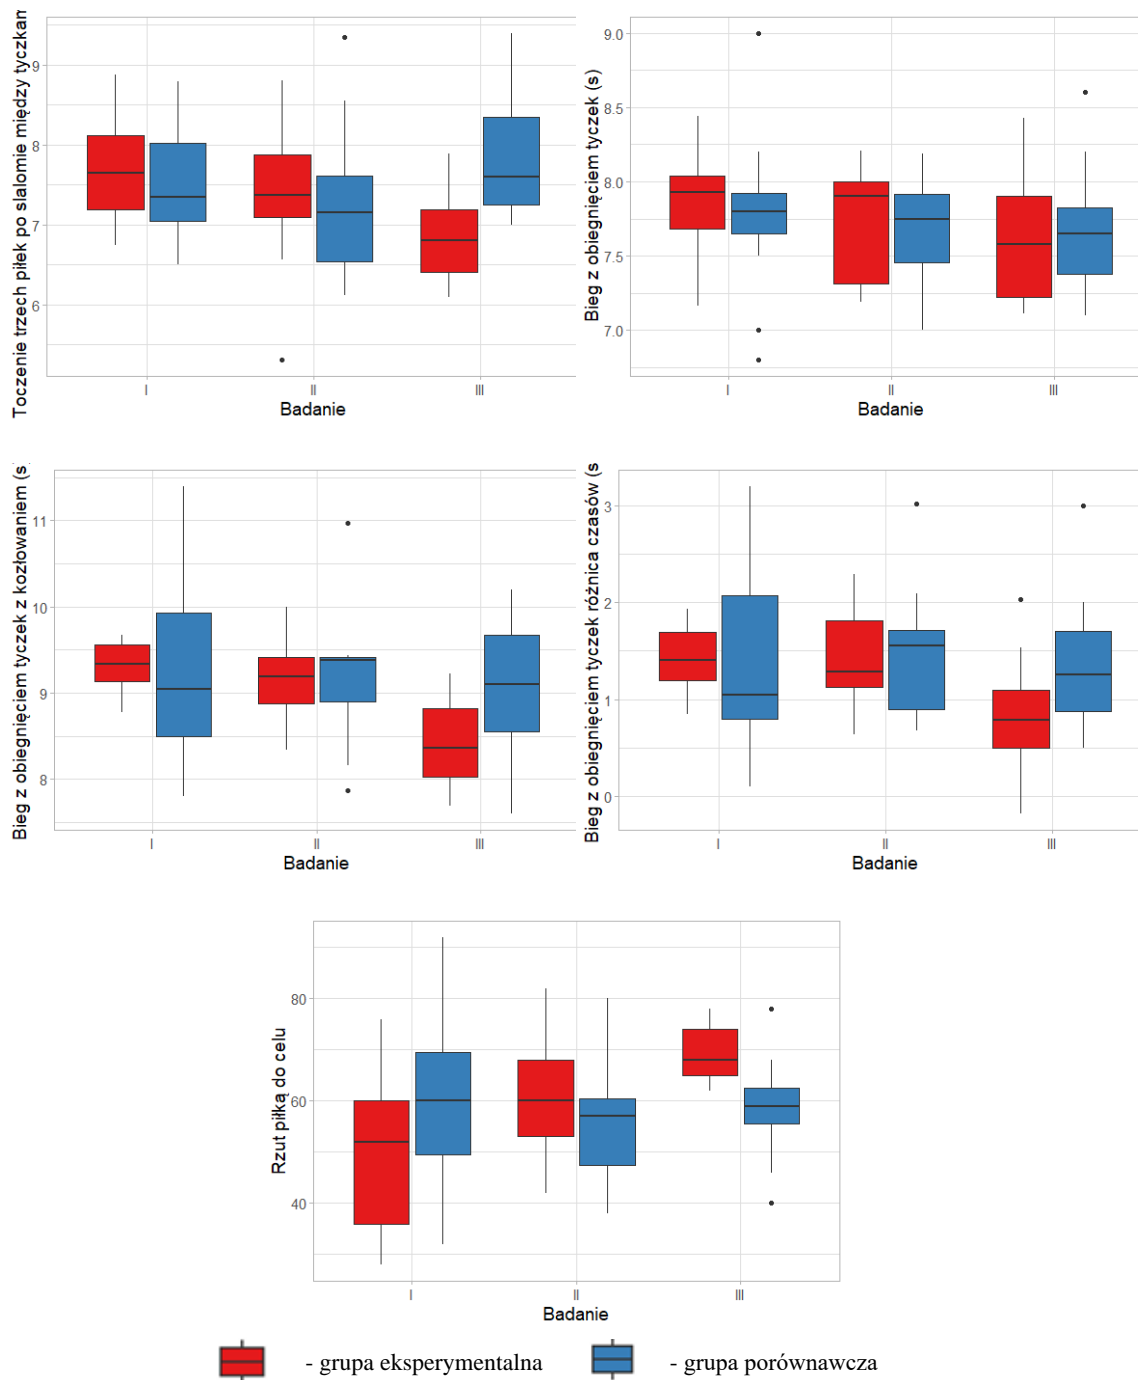 Toczenie trzech piłek po slalomie między tyczkam
9
8
7
6
I
II
III
Badanie
Bieg z obiegnięciem tyczek (s)
9.0
8.5
8.0
7.5
7.0
I
II
III
Badanie
Bieg z obiegnięciem tyczek z kozłowaniem (s
11
10
9
8
I
II
III
Badanie
Bieg z obiegnięciem tyczek różnica czasów (s
3
2
1
0
I
II
III
Badanie
Rzut piłką do celu
80
60
40
I
II
III
Badanie
- grupa eksperymentalna
- grupa porównawcza